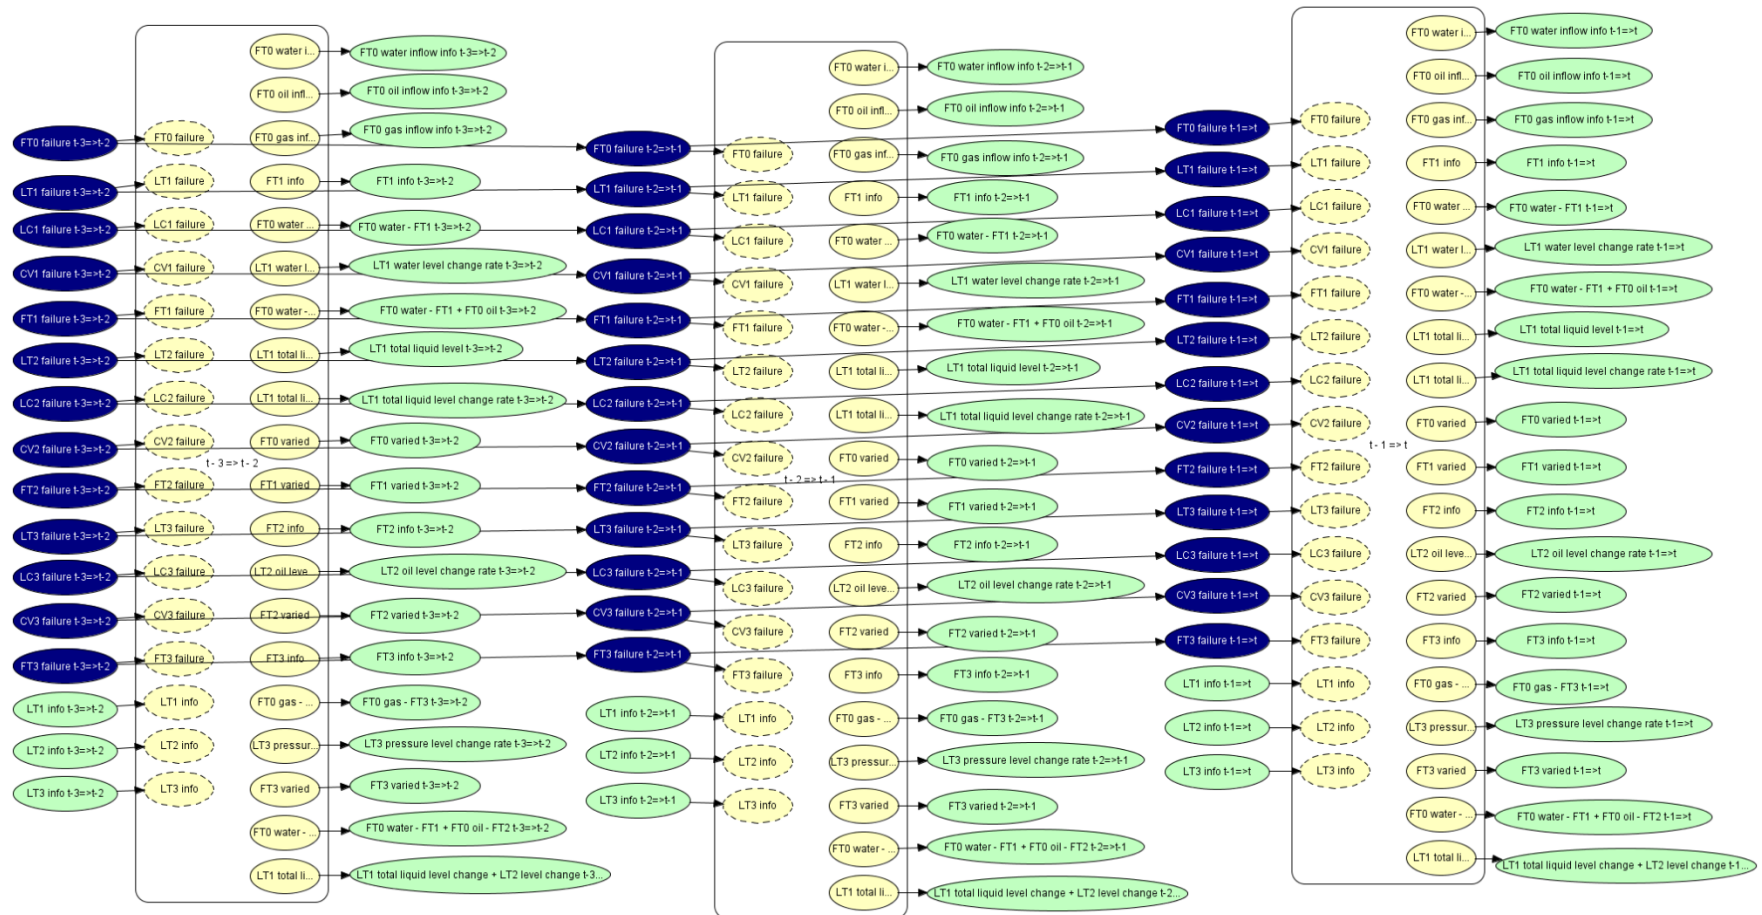 FT0 failure t-3=>t-2
LT1 failure t-3=>t-2
LC1 failure t-3=>t-2
CV1 failure t-3=>t-2
FT1 failure t-3=>t-2
LT2 failure t-3=>t-2
LC2 failure t-3=>t-2
CV2 failure t-3=>t-2
FT2 failure t-3=>t-2
LT3 failure t-3=>t-2
LC3 failure t-3=>t-2
CV3 failure t-3=>t-2
FT3 failure t-3=>t-2
LT1 info t-3=>t-2
LT2 info t-3=>t-2
LT3 info t-3=>t-2
FT0 failure
LT1 failure
LC1 failure
CV1 failure
FT1 failure
LT2 failure
LC2 failure
CV2 failure
t - 3 => t - 2
FT2 failure
LT3 failure
LC3 failure
CV3 failure
FT3 failure
LT1 info
LT2 info
LT3 info
FT0 water i...
FT0 oil infl...
FT0 gas inf...
FT1 info
FT0 water ...
LT1 water l...
FT0 water -...
LT1 total li...
LT1 total li...
FT0 varied
FT1 varied
FT2 info
LT2 oil leve...
FT2 varied
FT3 info
FT0 gas - ...
LT3 pressur...
FT3 varied
FT0 water - ...
LT1 total li...
FT0 water inflow info t-3=>t-2
FT0 oil inflow info t-3=>t-2
FT0 gas inflow info t-3=>t-2
FT1 info t-3=>t-2
FT0 water - FT1 t-3=>t-2
LT1 water level change rate t-3=>t-2
FT0 water - FT1 + FT0 oil t-3=>t-2
LT1 total liquid level t-3=>t-2
LT1 total liquid level change rate t-3=>t-2
FT0 varied t-3=>t-2
FT1 varied t-3=>t-2
FT2 info t-3=>t-2
LT2 oil level change rate t-3=>t-2
FT2 varied t-3=>t-2
FT3 info t-3=>t-2
FT0 gas - FT3 t-3=>t-2
LT3 pressure level change rate t-3=>t-2
FT3 varied t-3=>t-2
FT0 water - FT1 + FT0 oil - FT2 t-3=>t-2
LT1 total liquid level change + LT2 level change t-3...
FT0 failure t-2=>t-1
LT1 failure t-2=>t-1
LC1 failure t-2=>t-1
CV1 failure t-2=>t-1
FT1 failure t-2=>t-1
LT2 failure t-2=>t-1
LC2 failure t-2=>t-1
CV2 failure t-2=>t-1
FT2 failure t-2=>t-1
LT3 failure t-2=>t-1
LC3 failure t-2=>t-1
CV3 failure t-2=>t-1
FT3 failure t-2=>t-1
LT1 info t-2=>t-1
LT2 info t-2=>t-1
LT3 info t-2=>t-1
FT0 failure
LT1 failure
LC1 failure
CV1 failure
FT1 failure
LT2 failure
LC2 failure
CV2 failure
t - 2 => t - 1
FT2 failure
LT3 failure
LC3 failure
CV3 failure
FT3 failure
LT1 info
LT2 info
LT3 info
FT0 water i...
FT0 oil infl...
FT0 gas inf...
FT1 info
FT0 water ...
LT1 water l...
FT0 water -...
LT1 total li...
LT1 total li...
FT0 varied
FT1 varied
FT2 info
LT2 oil leve...
FT2 varied
FT3 info
FT0 gas - ...
LT3 pressur...
FT3 varied
FT0 water - ...
LT1 total li...
FT0 water inflow info t-2=>t-1
FT0 oil inflow info t-2=>t-1
FT0 gas inflow info t-2=>t-1
FT1 info t-2=>t-1
FT0 water - FT1 t-2=>t-1
LT1 water level change rate t-2=>t-1
FT0 water - FT1 + FT0 oil t-2=>t-1
LT1 total liquid level t-2=>t-1
LT1 total liquid level change rate t-2=>t-1
FT0 varied t-2=>t-1
FT1 varied t-2=>t-1
FT2 info t-2=>t-1
LT2 oil level change rate t-2=>t-1
FT2 varied t-2=>t-1
FT3 info t-2=>t-1
FT0 gas - FT3 t-2=>t-1
LT3 pressure level change rate t-2=>t-1
FT3 varied t-2=>t-1
FT0 water - FT1 + FT0 oil - FT2 t-2=>t-1
LT1 total liquid level change + LT2 level change t-2...
FT0 failure t-1=>t
LT1 failure t-1=>t
LC1 failure t-1=>t
CV1 failure t-1=>t
FT1 failure t-1=>t
LT2 failure t-1=>t
LC2 failure t-1=>t
CV2 failure t-1=>t
FT2 failure t-1=>t
LT3 failure t-1=>t
LC3 failure t-1=>t
CV3 failure t-1=>t
FT3 failure t-1=>t
LT1 info t-1=>t
LT2 info t-1=>t
LT3 info t-1=>t
FT0 failure
LT1 failure
LC1 failure
CV1 failure
FT1 failure
LT2 failure
LC2 failure
CV2 failure
t - 1 => t
FT2 failure
LT3 failure
LC3 failure
CV3 failure
FT3 failure
LT1 info
LT2 info
LT3 info
FT0 water i...
FT0 oil infl...
FT0 gas inf...
FT1 info
FT0 water ...
LT1 water l...
FT0 water -...
LT1 total li...
LT1 total li...
FT0 varied
FT1 varied
FT2 info
LT2 oil leve...
FT2 varied
FT3 info
FT0 gas - ...
LT3 pressur...
FT3 varied
FT0 water - ...
LT1 total li...
FT0 water inflow info t-1=>t
FT0 oil inflow info t-1=>t
FT0 gas inflow info t-1=>t
FT1 info t-1=>t
FT0 water - FT1 t-1=>t
LT1 water level change rate t-1=>t
FT0 water - FT1 + FT0 oil t-1=>t
LT1 total liquid level t-1=>t
LT1 total liquid level change rate t-1=>t
FT0 varied t-1=>t
FT1 varied t-1=>t
FT2 info t-1=>t
LT2 oil level change rate t-1=>t
FT2 varied t-1=>t
FT3 info t-1=>t
FT0 gas - FT3 t-1=>t
LT3 pressure level change rate t-1=>t
FT3 varied t-1=>t
FT0 water - FT1 + FT0 oil - FT2 t-1=>t
LT1 total liquid level change + LT2 level change t-1...